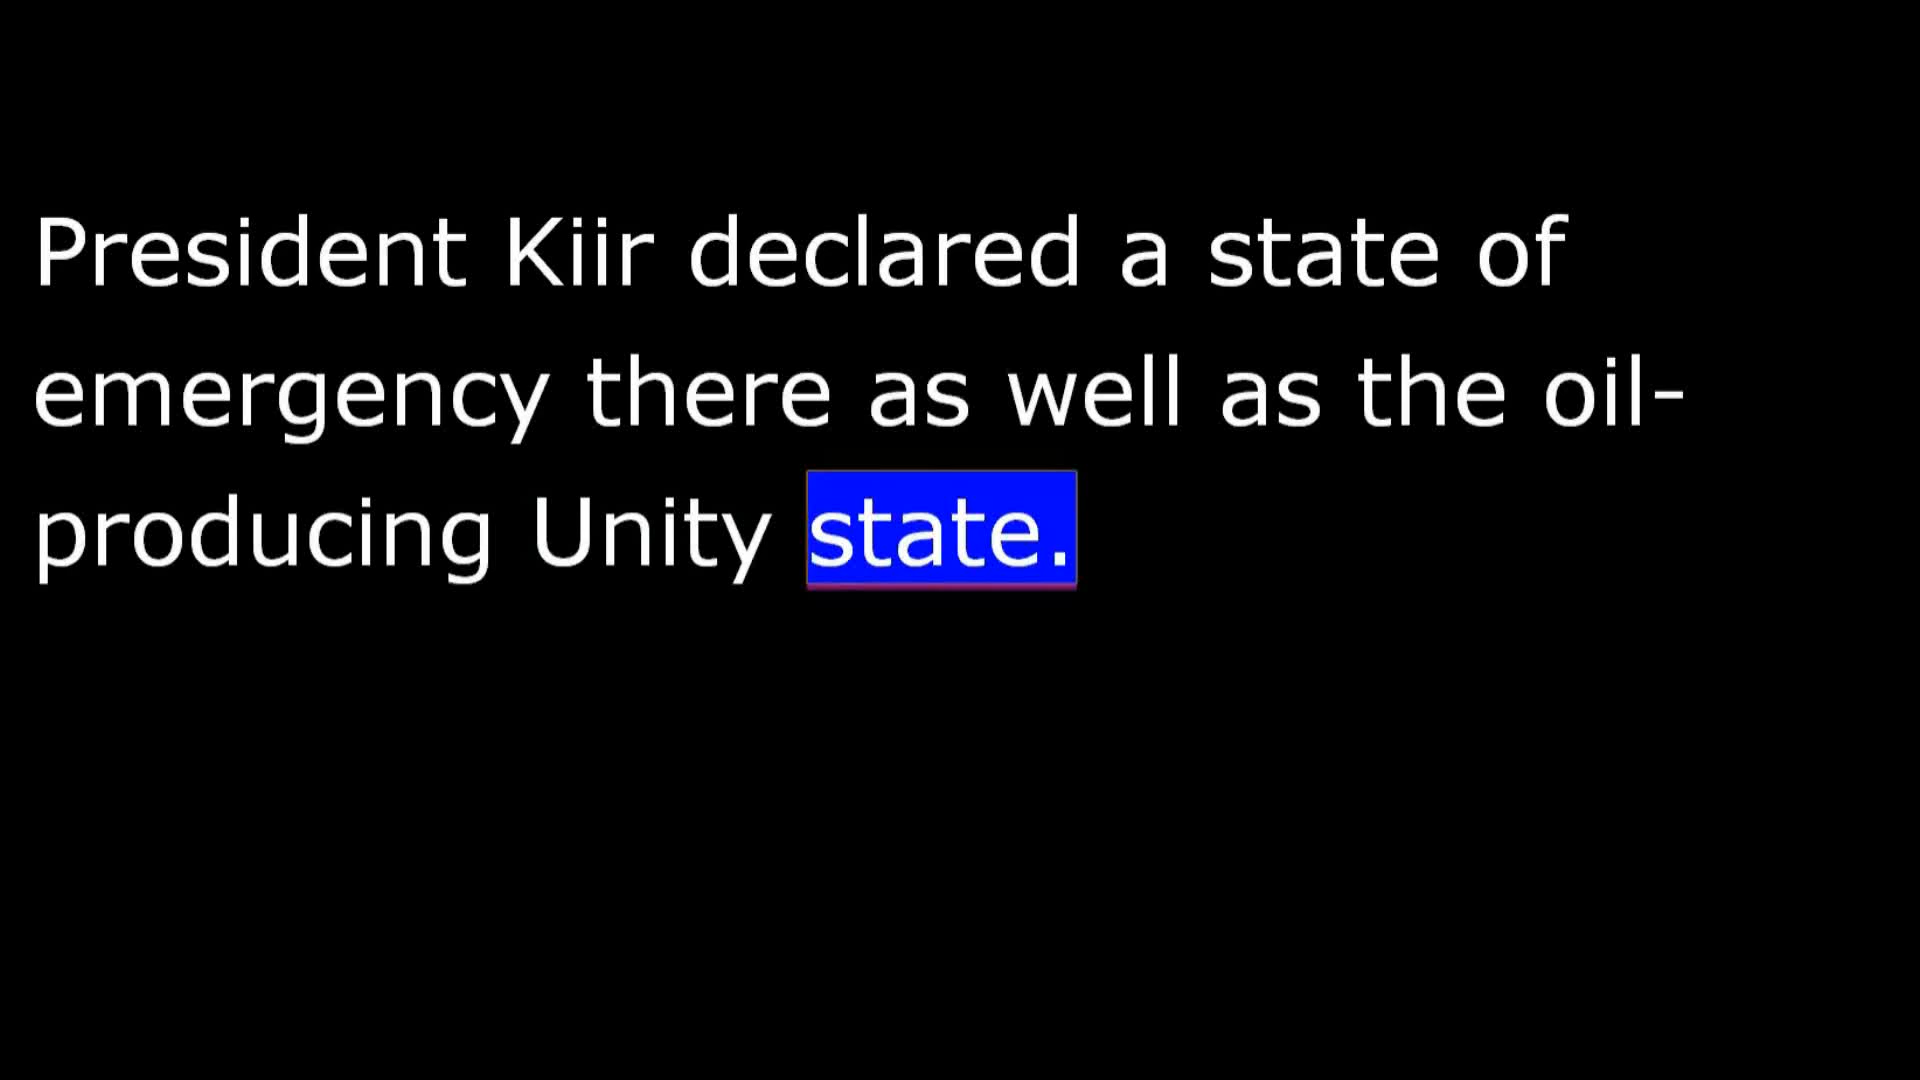 President Kiir declared a state of
emergency there as well as the oil-
producing Unity state.